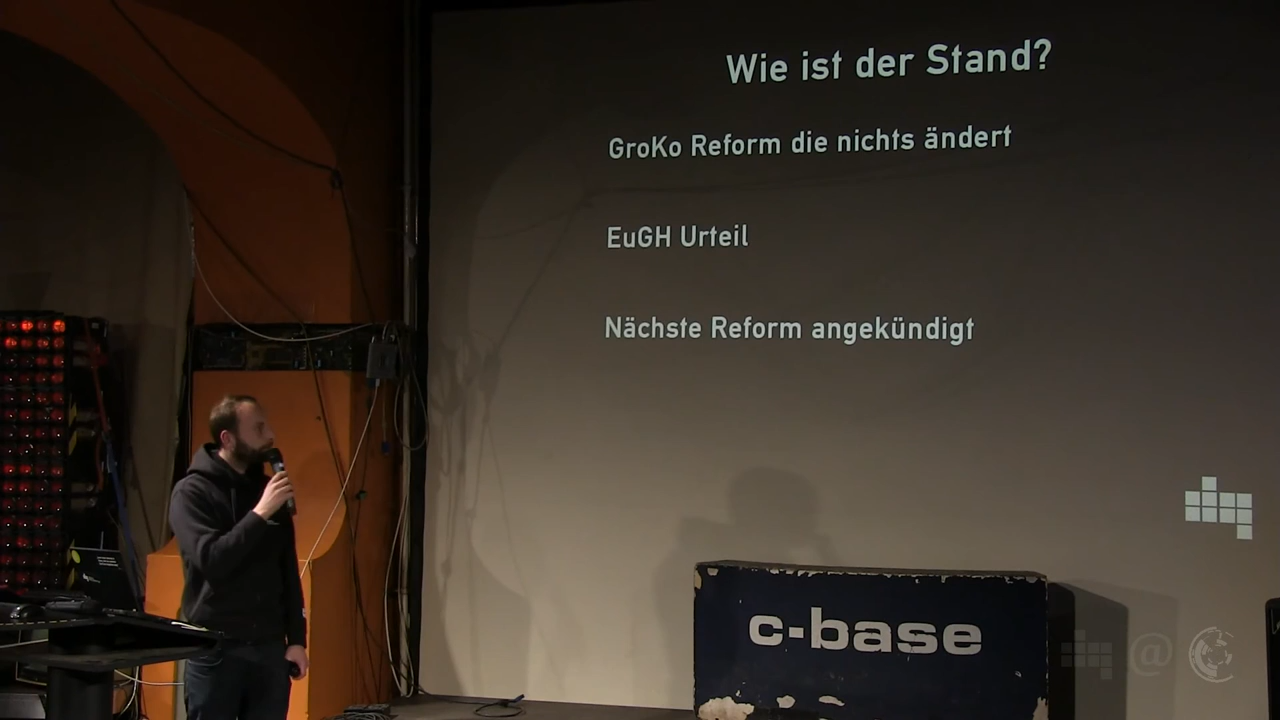 Wie ist der Stand?
GroKo Reform die nichts ändert
EuGH Urteil
Nächste Reform angekündigt
c-base
@